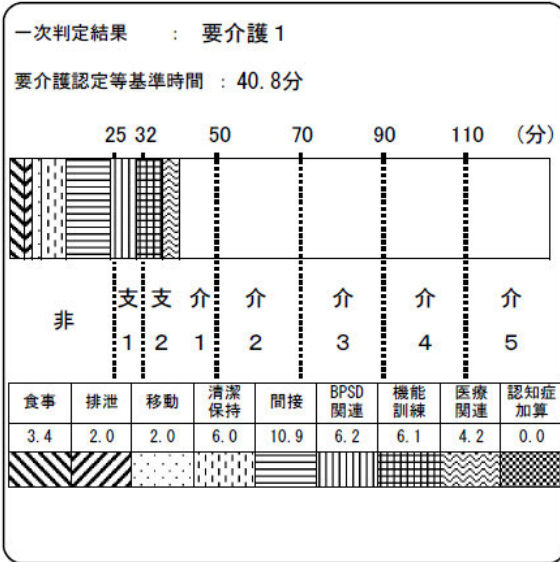 一次判定結果 : 要介護1
要介護認定等基準時間 : 40.8分
25 32 50 70 90 110 (分)
非 支1 支2 介1 介2 介3 介4 介5
食事 排泄 移動 清潔保持 間接 BPSD関連 機能訓練 医療関連 認知症加算
3.4 2.0 2.0 6.0 10.9 6.2 6.1 4.2 0.0